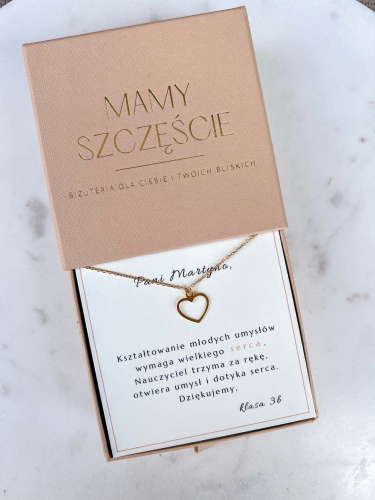 MAMY
SZCZĘŚCIE
BIŻUTERIA DLA CIEBIE I TWOICH BLISKICH
Pani Martyno,
Kształtowanie młodych umysłów
wymaga wielkiego serca.
Nauczyciel trzyma za rękę,
otwiera umysł i dotyka serca.
Dziękujemy,
klasa 3b